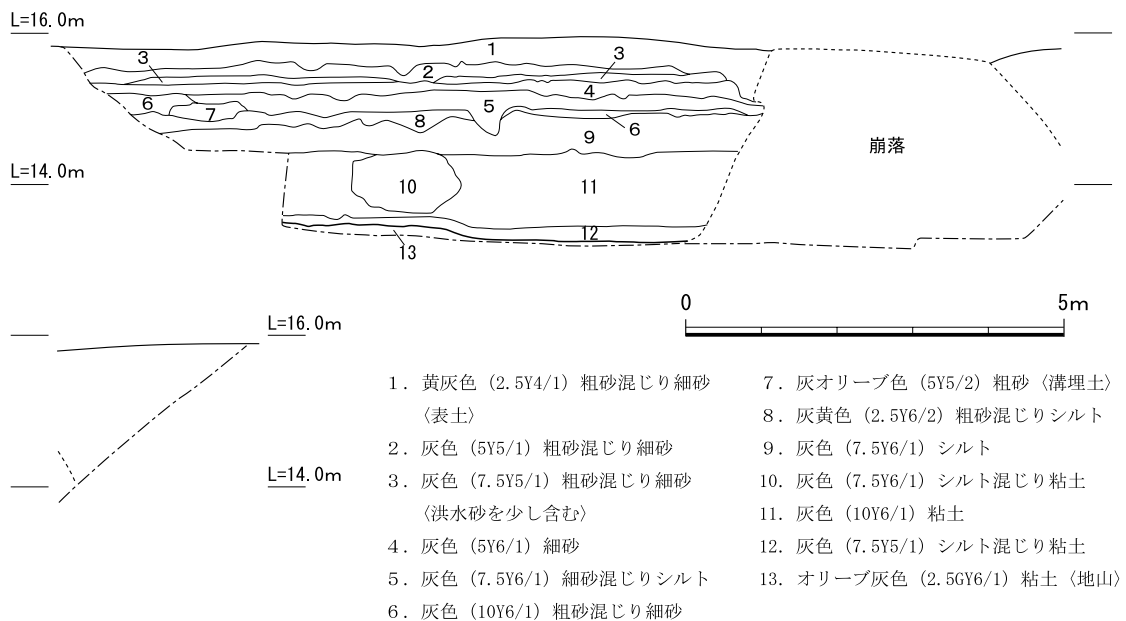 L=16.0m
1
3
3
2
4
6
7
5
8
6
9
崩落
L=14.0m
10
11
12
13
0
5m
L=16.0m
L=14.0m
1．黄灰色（2.5Y4/1）粗砂混じり細砂
〈表土〉
2．灰色（5Y5/1）粗砂混じり細砂
3．灰色（7.5Y5/1）粗砂混じり細砂
〈洪水砂を少し含む〉
4．灰色（5Y6/1）細砂
5．灰色（7.5Y6/1）細砂混じりシルト
6．灰色（10Y6/1）粗砂混じり細砂
7．灰オリーブ色（5Y5/2）粗砂〈溝埋土〉
8．灰黄色（2.5Y6/2）粗砂混じりシルト
9．灰色（7.5Y6/1）シルト
10．灰色（7.5Y6/1）シルト混じり粘土
11．灰色（10Y6/1）粘土
12．灰色（7.5Y5/1）シルト混じり粘土
13．オリーブ灰色（2.5GY6/1）粘土〈地山〉